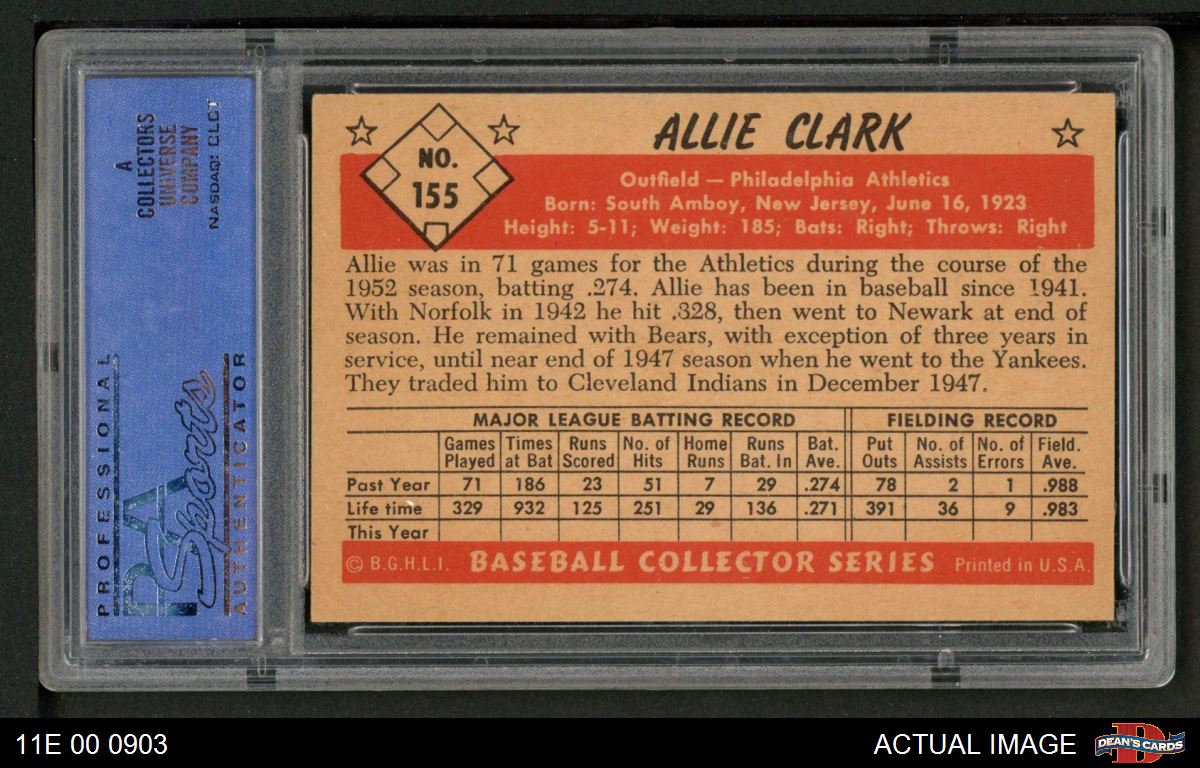 A
COLLECTORS
UNIVERSE
COMPANY
NASDAQ: CLCT
PROFESSIONAL
PSA
Sports
AUTHENTICATOR
NO.
155
ALLIE CLARK
Outfield — Philadelphia Athletics
Born: South Amboy, New Jersey, June 16, 1923
Height: 5-11; Weight: 185; Bats: Right; Throws: Right
Allie was in 71 games for the Athletics during the course of the
1952 season, batting .274. Allie has been in baseball since 1941.
With Norfolk in 1942 he hit .328, then went to Newark at end of
season. He remained with Bears, with exception of three years in
service, until near end of 1947 season when he went to the Yankees.
They traded him to Cleveland Indians in December 1947.
MAJOR LEAGUE BATTING RECORD FIELDING RECORD
Games Times Runs No. of Home Runs Bat. Put No. of No. of Field.
Played at Bat Scored Hits Runs Bat. In Ave. Outs Assists Errors Ave.
Past Year 71 186 23 51 7 29 .274 78 2 1 .988
Life time 329 932 125 251 29 136 .271 391 36 9 .983
This Year
© B.G.H.L.I. BASEBALL COLLECTOR SERIES Printed in U.S.A.
11E 00 0903 ACTUAL IMAGE D DEAN'S CARDS